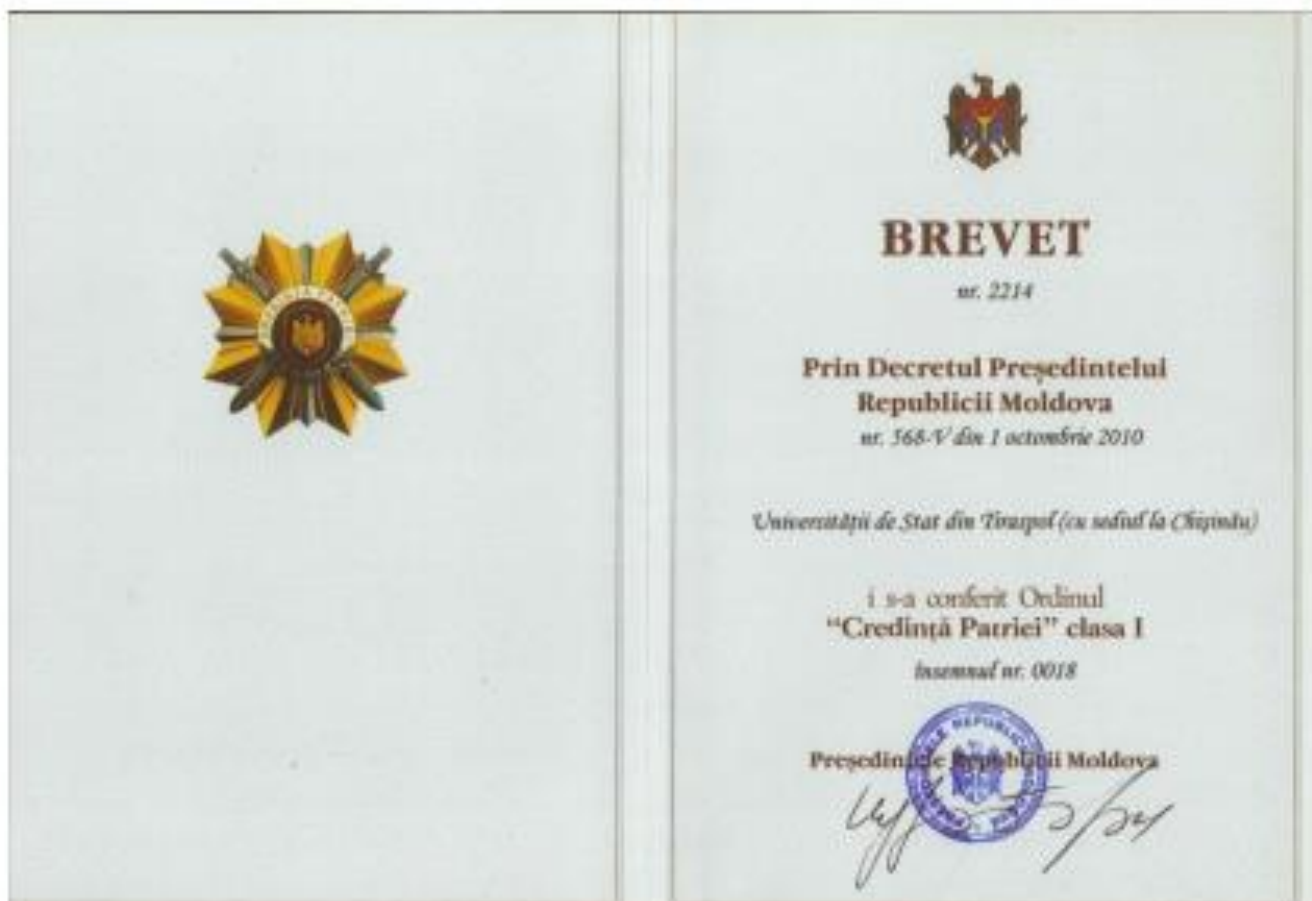 BREVET
nr. 2214
Prin Decretul Președintelui
Republicii Moldova
nr. 568-V din 1 octombrie 2010
Universității de Stat din Tiraspol (cu sediul la Chișinău)
i s-a conferit Ordinul
“Credință Patriei” clasa I
însemnul nr. 0018
Președintele Republicii Moldova